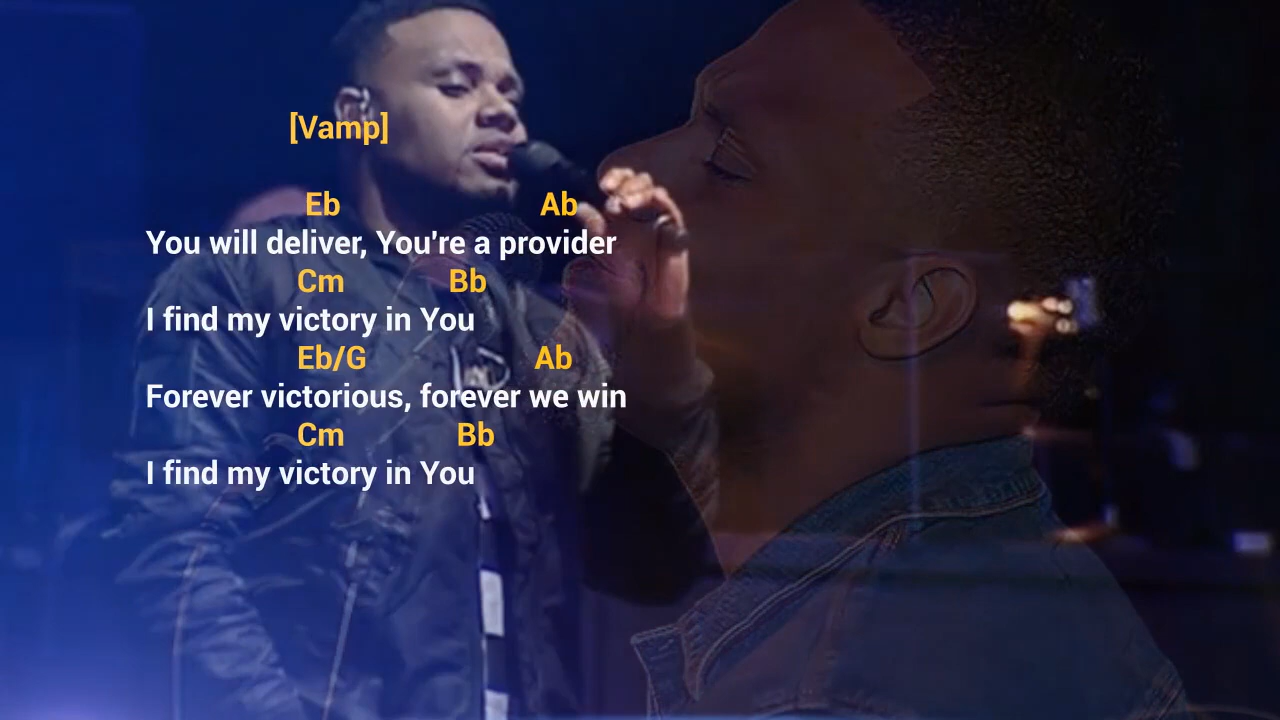 [Vamp]
Eb Ab
You will deliver, You're a provider
Cm Bb
I find my victory in You
Eb/G Ab
Forever victorious, forever we win
Cm Bb
I find my victory in You